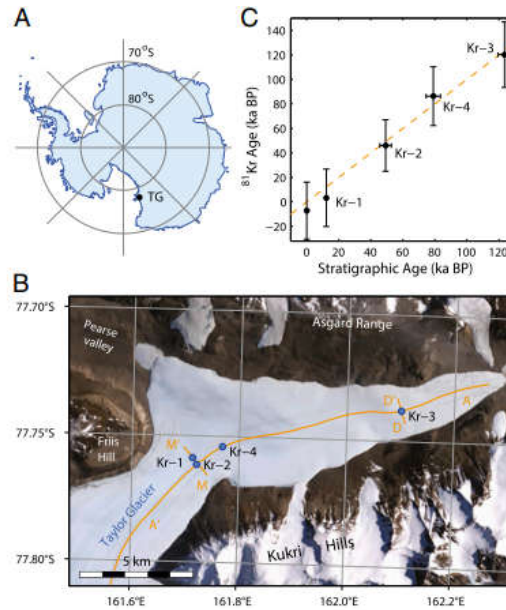 A
70°S
80°S
TG
C
140
120
100
80
60
40
20
0
−20
81Kr Age (ka BP)
Kr−3
Kr−4
Kr−2
Kr−1
0 20 40 60 80 100 120
Stratigraphic Age (ka BP)
B
77.70°S
77.75°S
77.80°S
Pearse
valley
Asgard Range
Friis
Hill
D'
Kr−3
A
D
M'
Kr−4
Kr−1
Kr−2
M
Taylor Glacier
A'
Kukri Hills
5 km
161.6°E 161.8°E 162.0°E 162.2°E